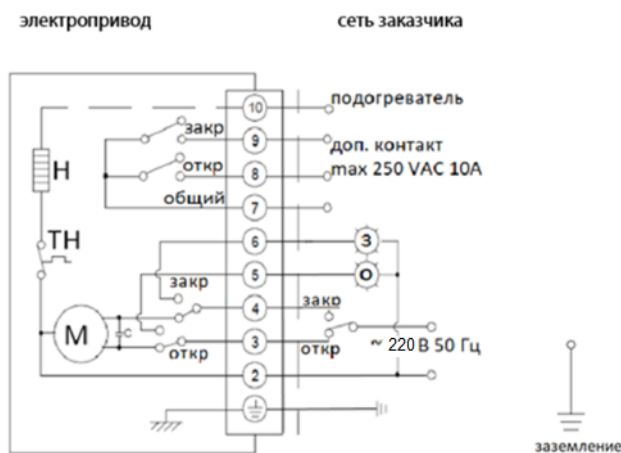 электропривод
сеть заказчика
10
подогреватель
закр
9
доп. контакт
H
откр
8
max 250 VAC 10A
общий
7
TH
6
З
5
О
закр
4
закр
M
C
откр
3
откр
~ 220 В 50 Гц
2
заземление